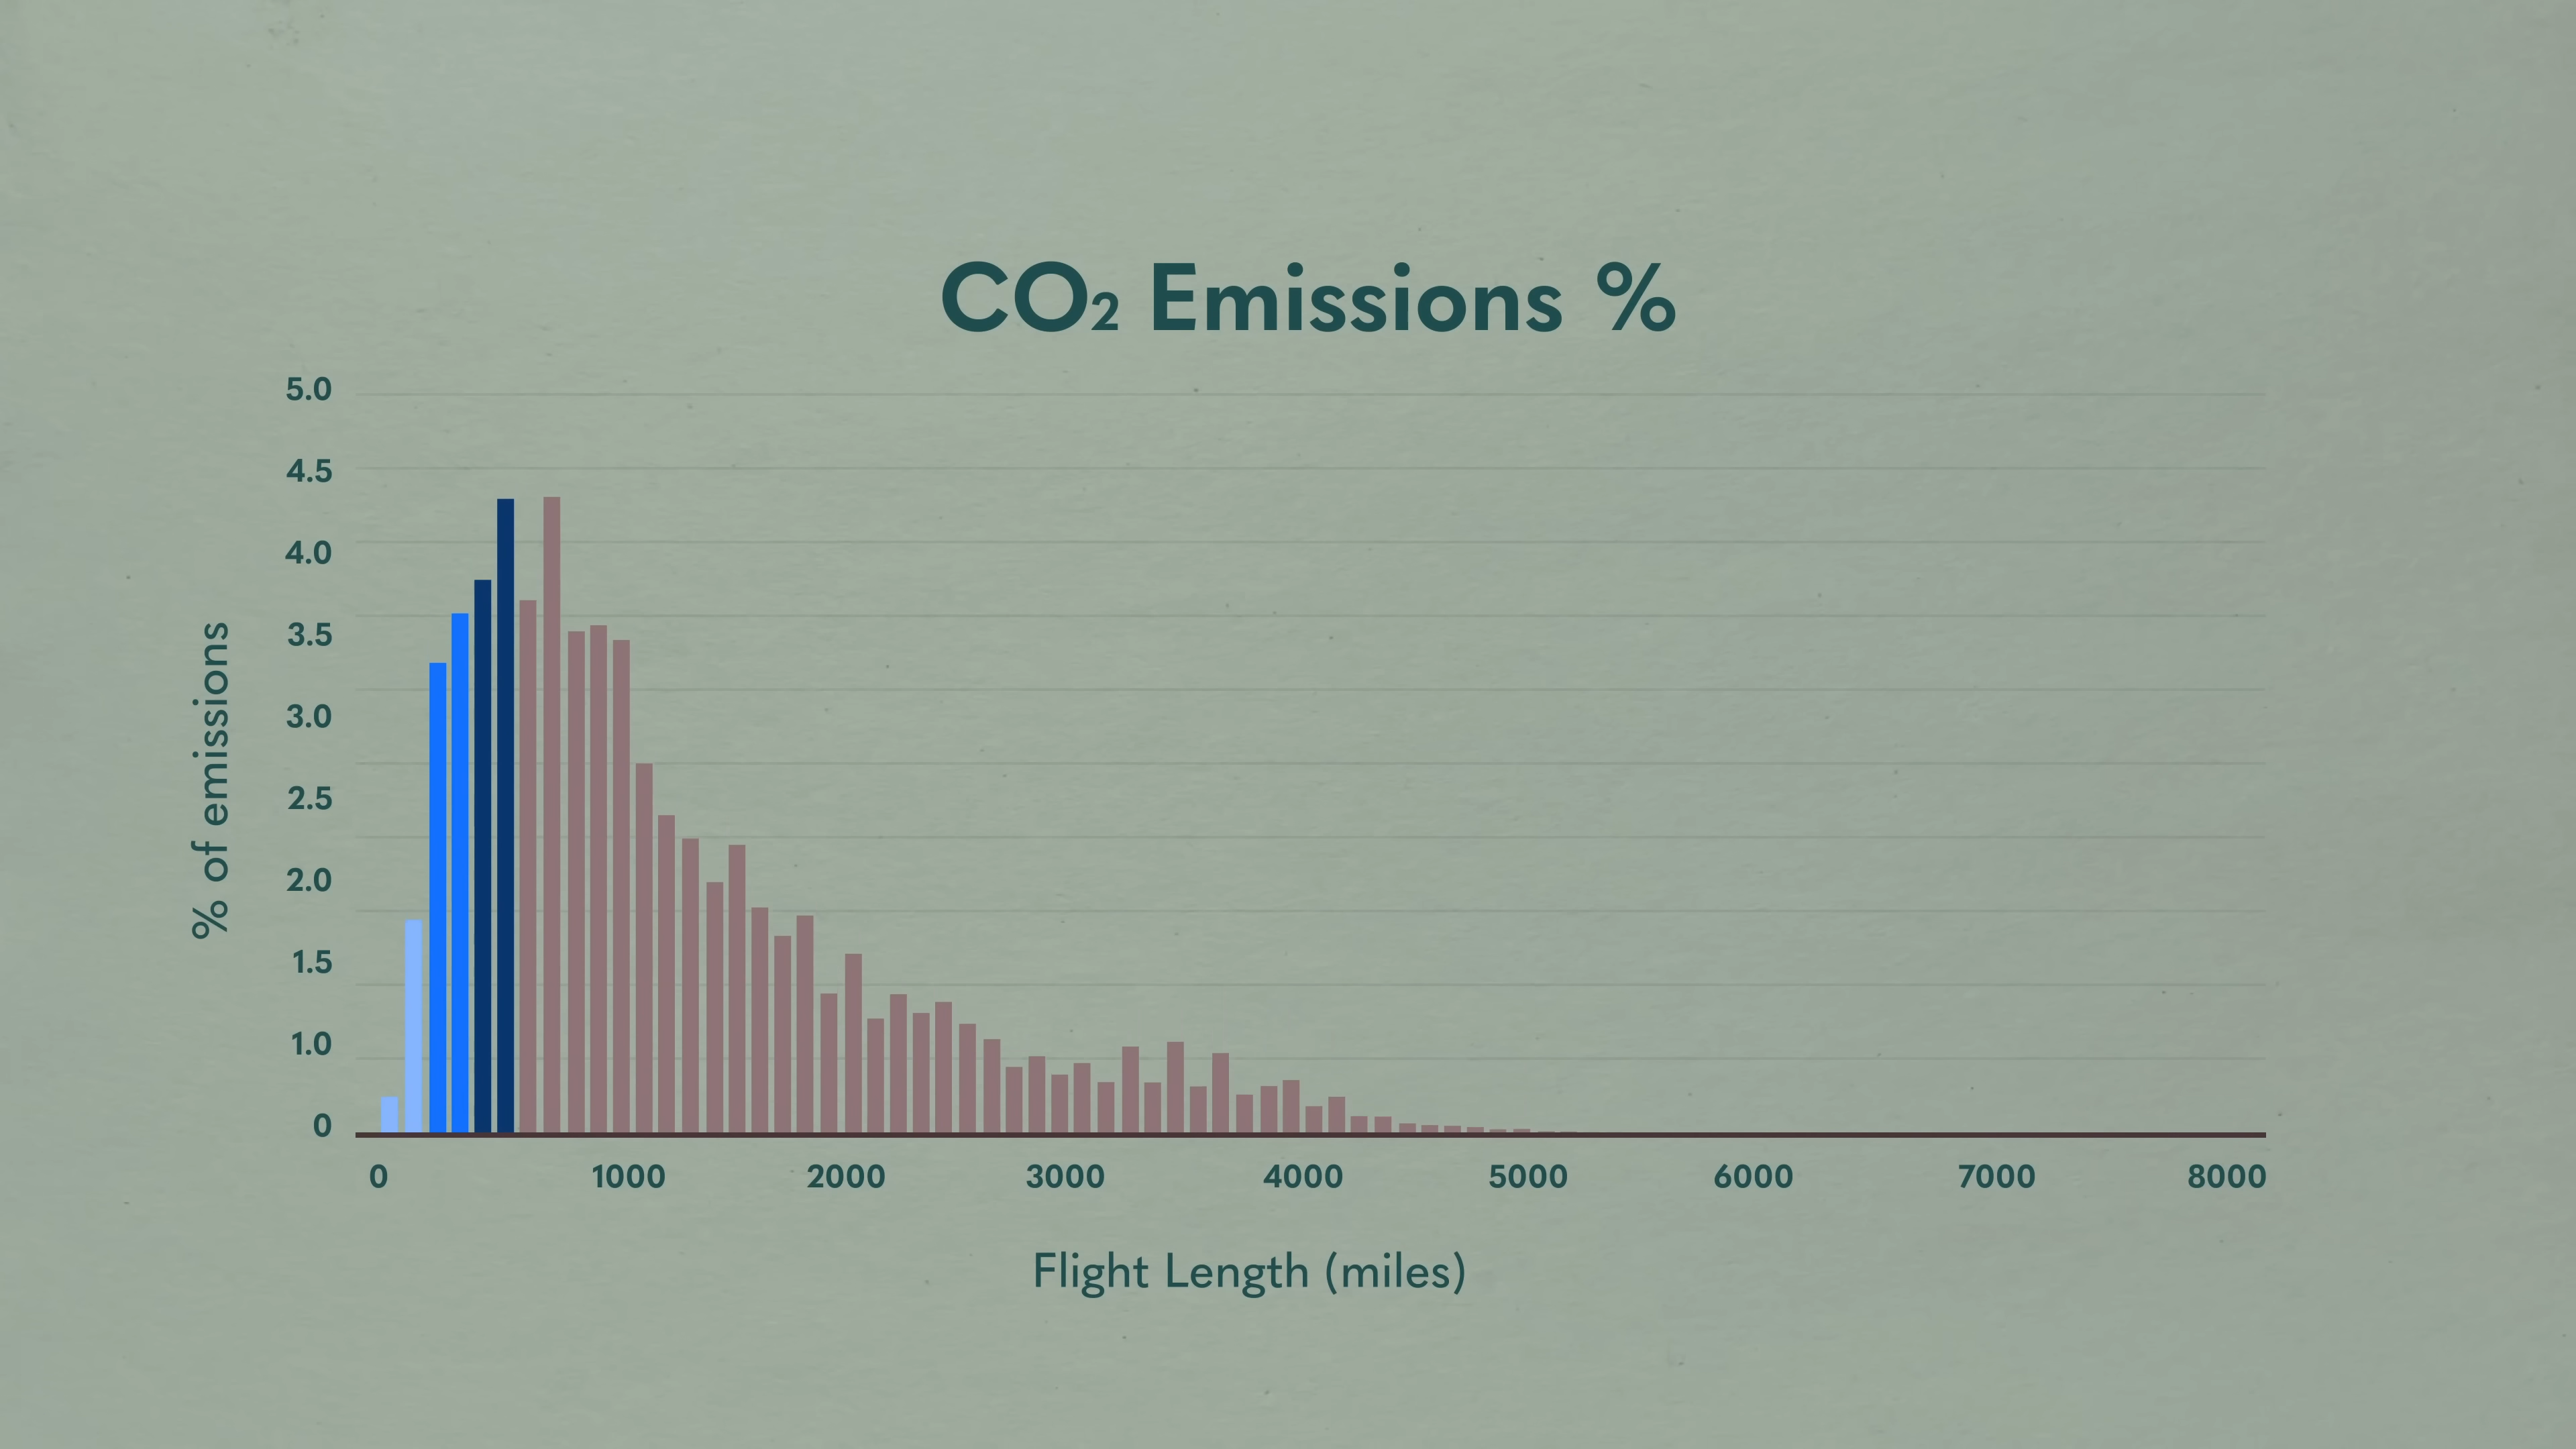 CO₂ Emissions %
5.0
4.5
4.0
3.5
3.0
2.5
2.0
1.5
1.0
0
% of emissions
0 1000 2000 3000 4000 5000 6000 7000 8000
Flight Length (miles)